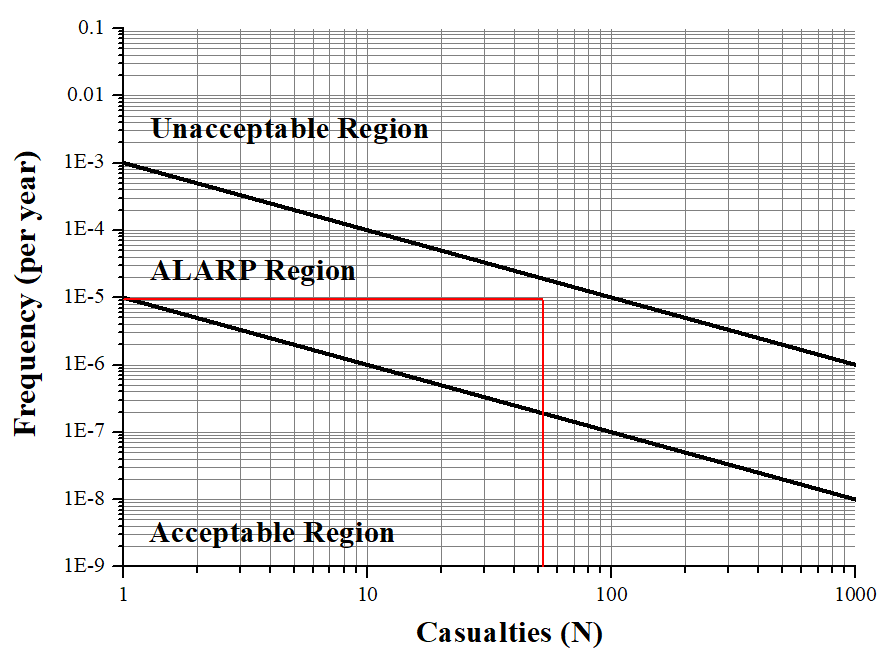 0.1
0.01
Unacceptable Region
1E-3
1E-4
ALARP Region
1E-5
1E-6
1E-7
1E-8
Acceptable Region
1E-9
Frequency (per year)
1 10 100 1000
Casualties (N)